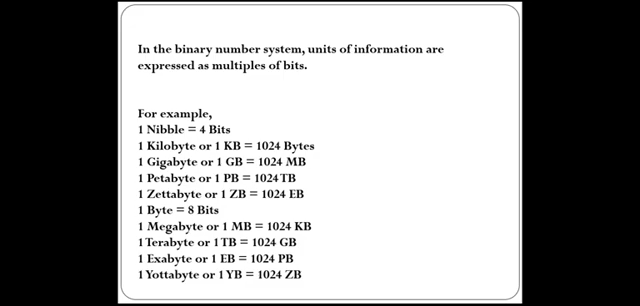 In the binary number system, units of information are
expressed as multiples of bits.
For example,
1 Nibble = 4 Bits
1 Kilobyte or 1 KB = 1024 Bytes
1 Gigabyte or 1 GB = 1024 MB
1 Petabyte or 1 PB = 1024 TB
1 Zettabyte or 1 ZB = 1024 EB
1 Byte = 8 Bits
1 Megabyte or 1 MB = 1024 KB
1 Terabyte or 1 TB = 1024 GB
1 Exabyte or 1 EB = 1024 PB
1 Yottabyte or 1 YB = 1024 ZB